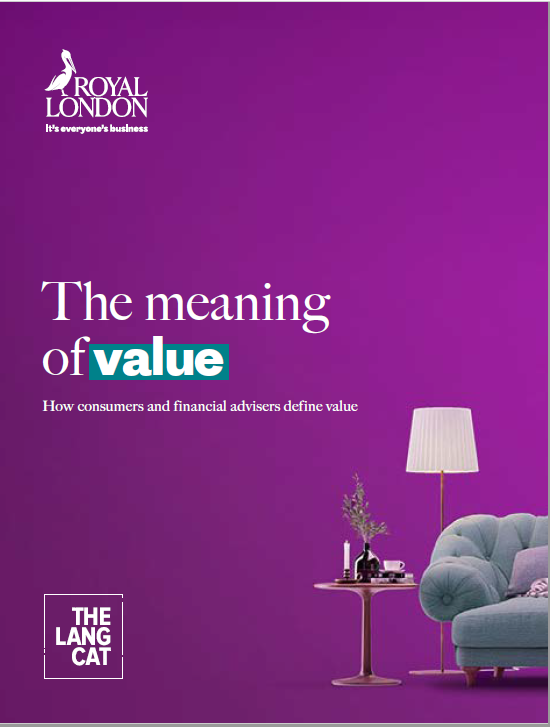 ROYAL
LONDON
It's everyone's business
The meaning
of value
How consumers and financial advisers define value
THE
LANG
CAT